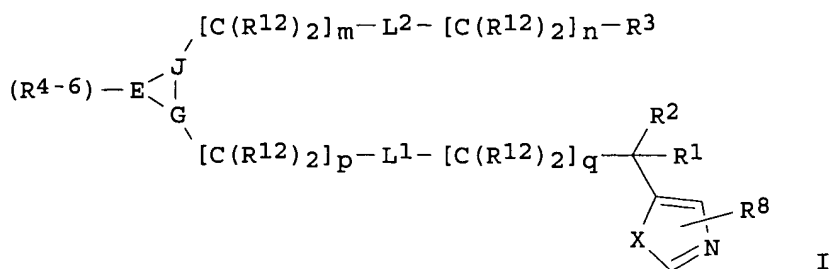 [C(R12)2]m—L2—[C(R12)2]n—R3
J
(R4-6)—E
G
R2
[C(R12)2]p—L1—[C(R12)2]q
R1
R8
X
N
I